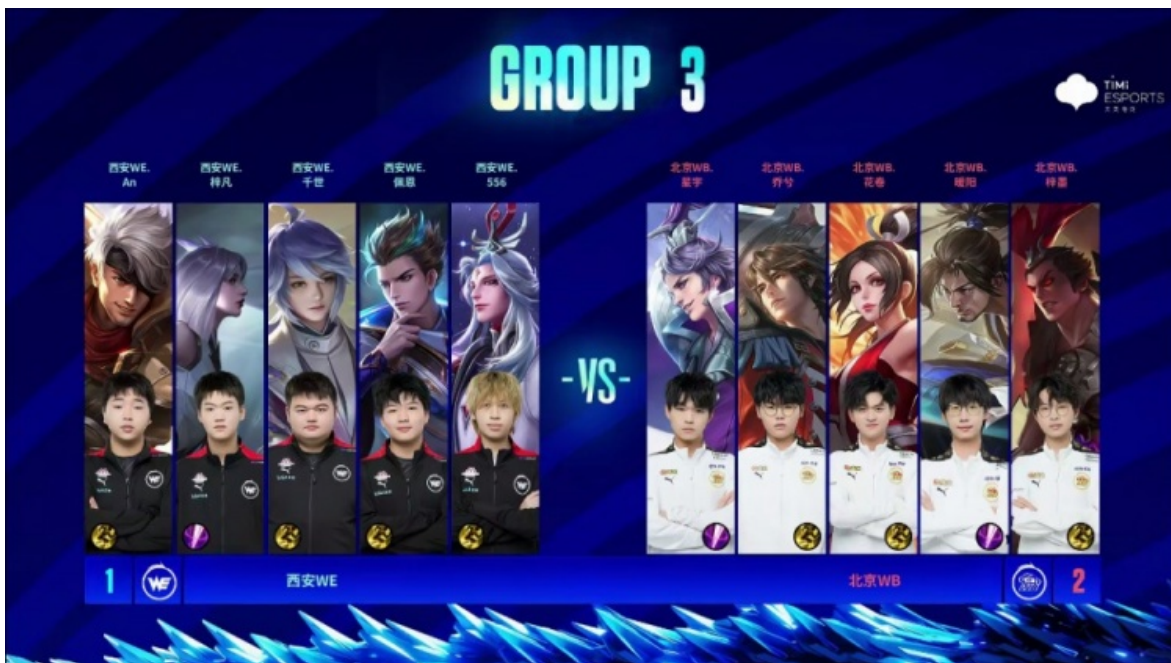 GROUP 3
TiMi
ESPORTS
西安WE.
An
西安WE.
梓凡
西安WE.
千世
西安WE.
佩恩
西安WE.
556
北京WB.
星宇
北京WB.
乔兮
北京WB.
花卷
北京WB.
暖阳
北京WB.
梓墨
-VS-
1
WE
西安WE
北京WB
2